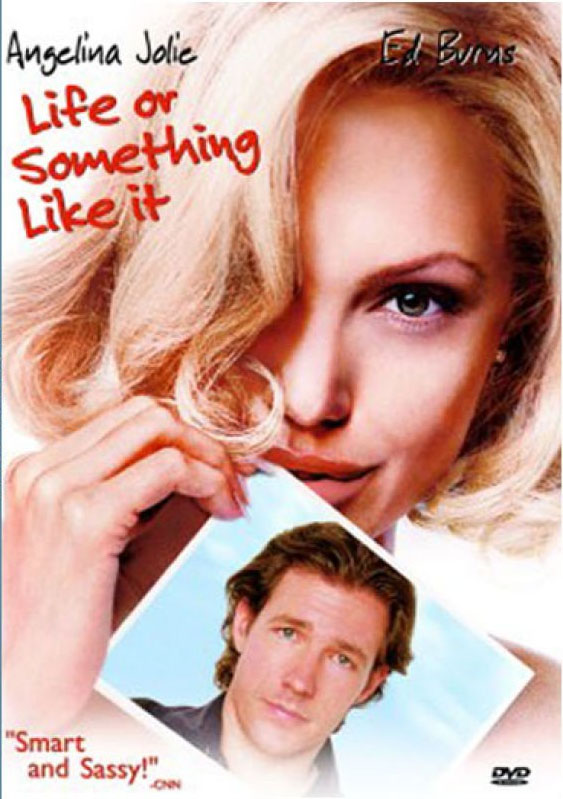 Angelina Jolie Ed Burns
Life or
Something
Like it
"Smart
and Sassy!"
-CNN
DVD